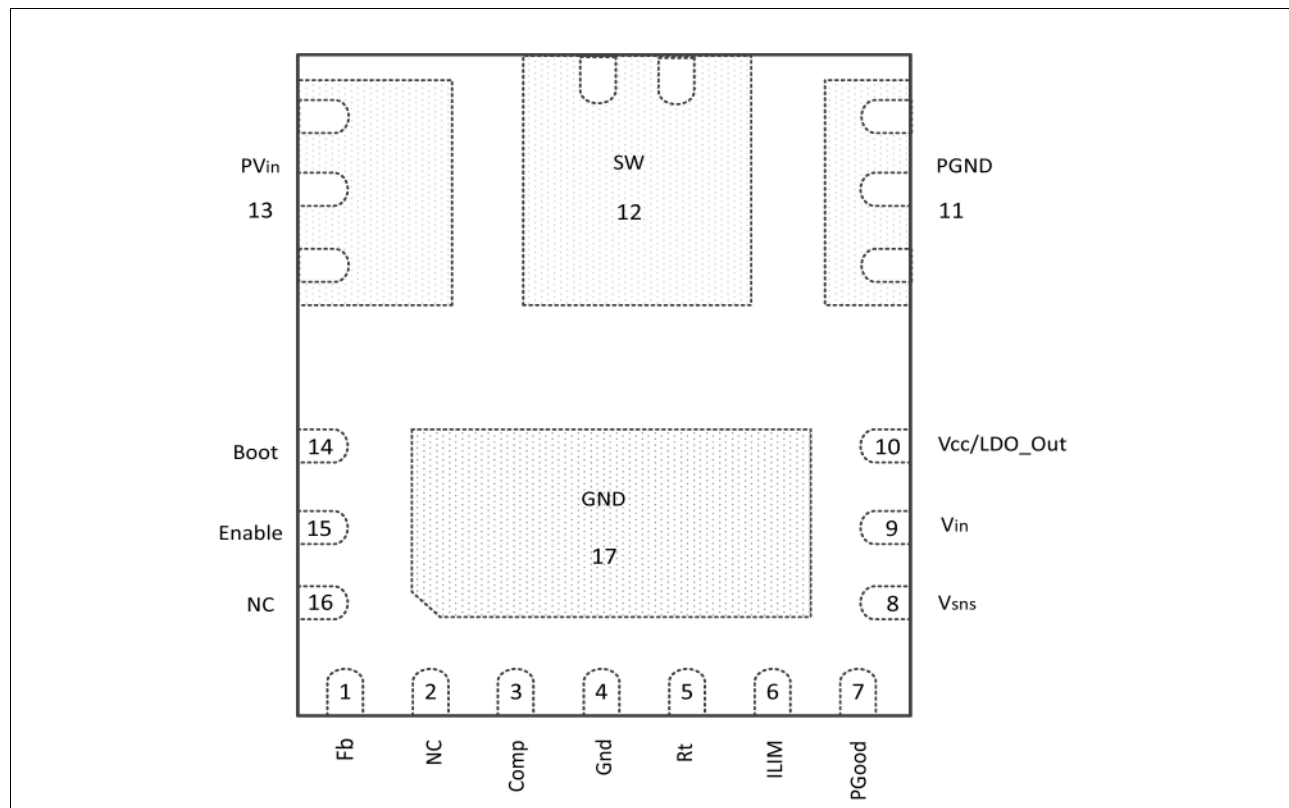 PVin
13
SW
12
PGND
11
Boot
14
10
Vcc/LDO_Out
Enable
15
GND
17
9
Vin
NC
16
8
Vsns
1
2
3
4
5
6
7
Fb
NC
Comp
Gnd
Rt
ILIM
PGood